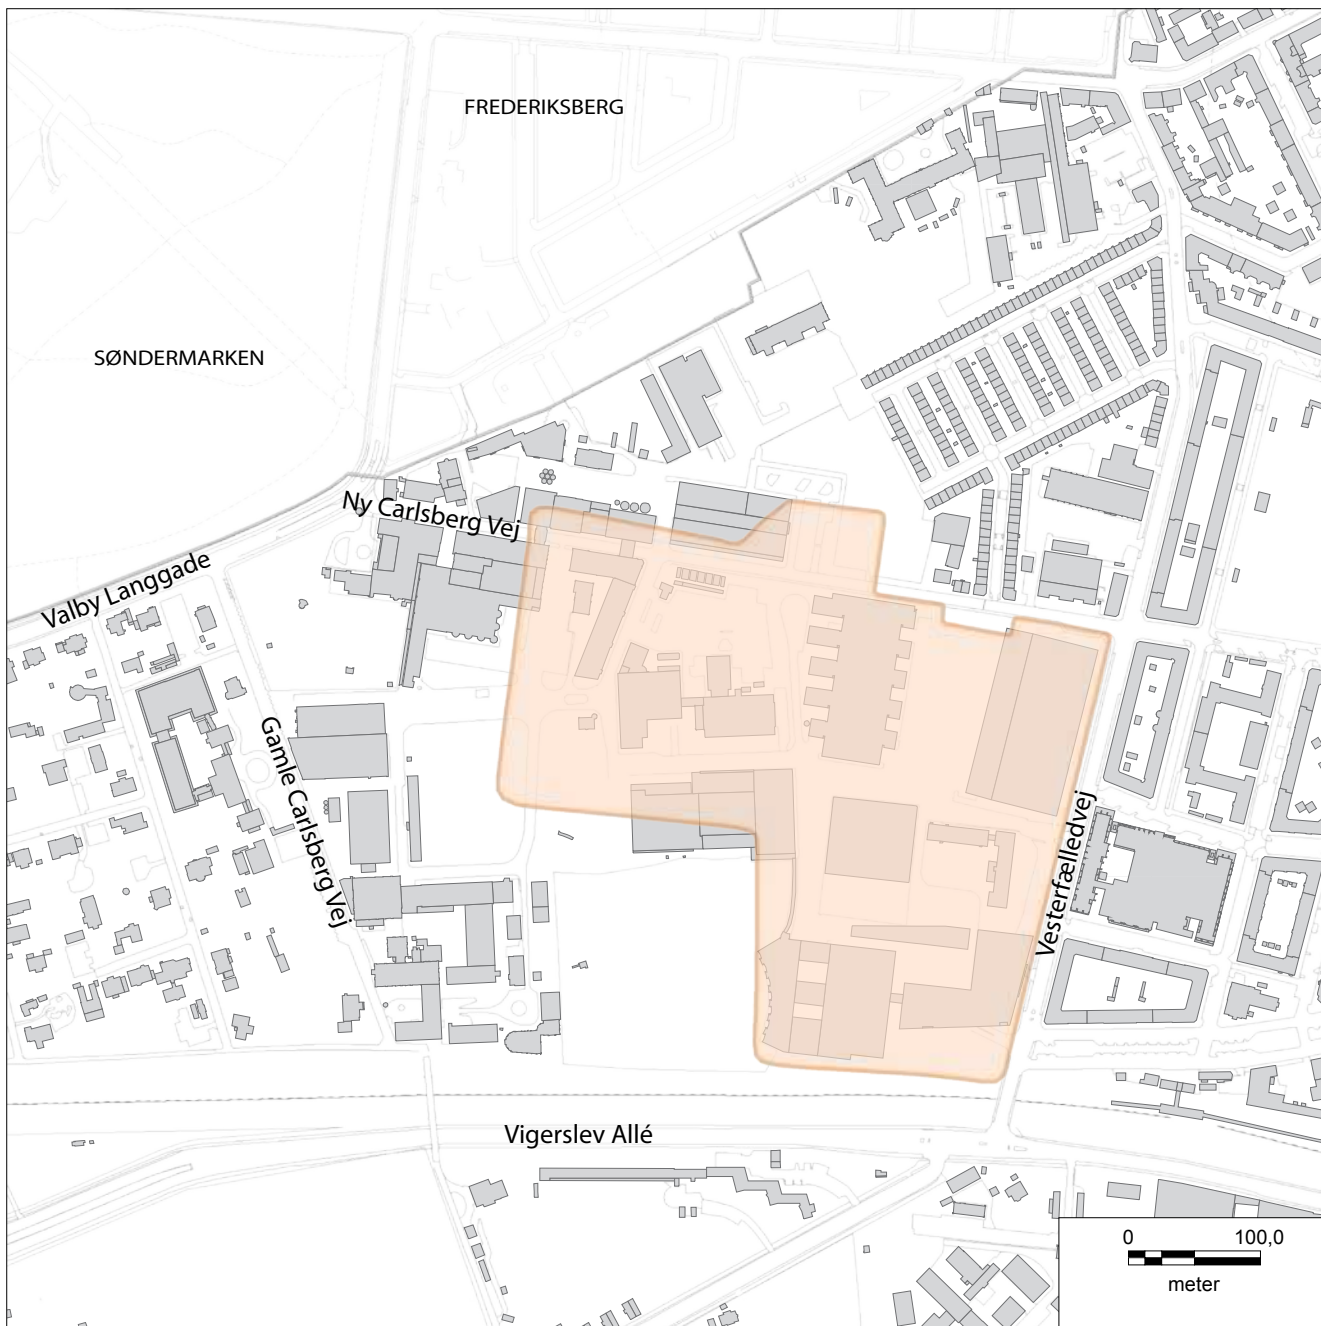 FREDERIKSBERG
SØNDERMARKEN
Ny Carlsberg Vej
Valby Langgade
Gamle Carlsberg Vej
Vesterfælledvej
Vigerslev Allé
0 100,0
meter